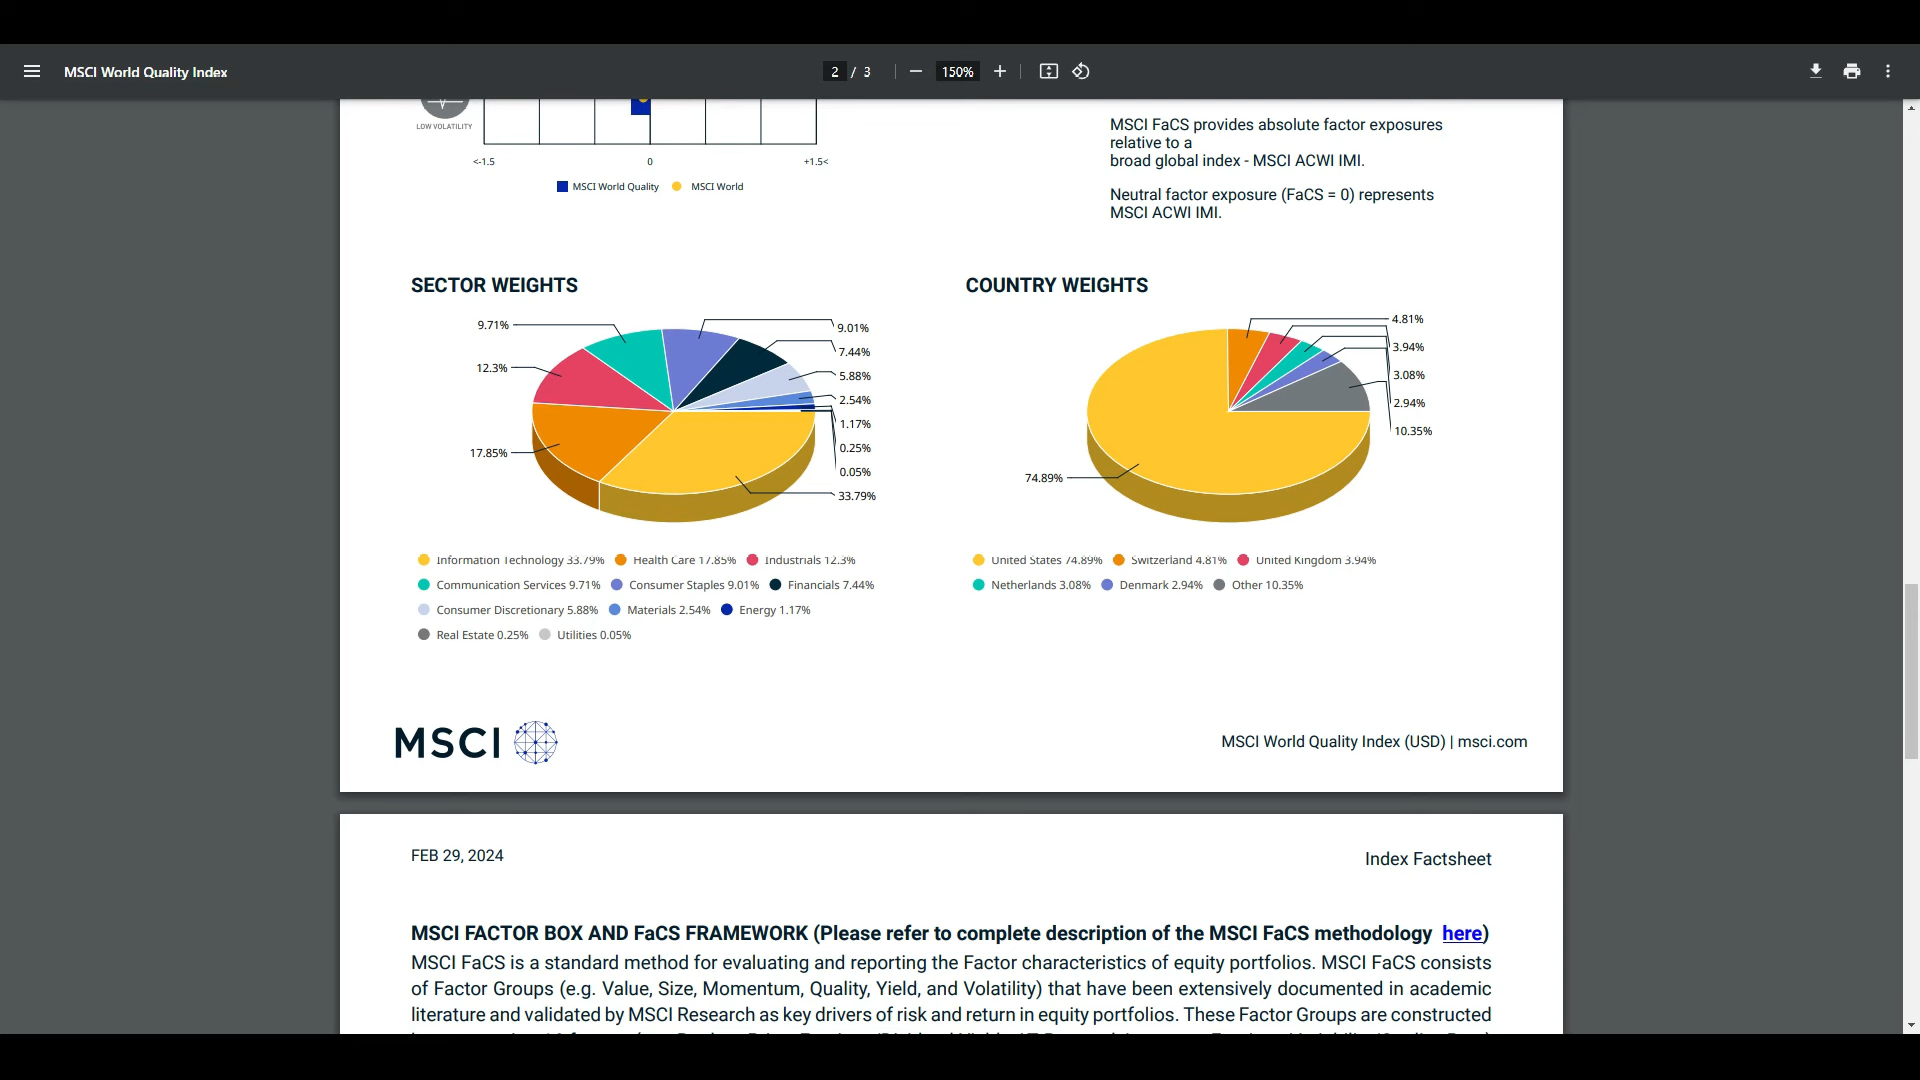 MSCI World Quality Index
2 / 3
150%
LOW VOLATILITY
<-1.5 0 +1.5<
MSCI World Quality MSCI World
MSCI FaCS provides absolute factor exposures
relative to a
broad global index - MSCI ACWI IMI.
Neutral factor exposure (FaCS = 0) represents
MSCI ACWI IMI.
SECTOR WEIGHTS
9.71%
12.3%
17.85%
9.01%
7.44%
5.88%
2.54%
1.17%
0.25%
0.05%
33.79%
Information Technology 33.79% Health Care 17.85% Industrials 12.3%
Communication Services 9.71% Consumer Staples 9.01% Financials 7.44%
Consumer Discretionary 5.88% Materials 2.54% Energy 1.17%
Real Estate 0.25% Utilities 0.05%
COUNTRY WEIGHTS
74.89%
4.81%
3.94%
3.08%
2.94%
10.35%
United States 74.89% Switzerland 4.81% United Kingdom 3.94%
Netherlands 3.08% Denmark 2.94% Other 10.35%
MSCI
MSCI World Quality Index (USD) | msci.com
FEB 29, 2024
Index Factsheet
MSCI FACTOR BOX AND FaCS FRAMEWORK (Please refer to complete description of the MSCI FaCS methodology here)
MSCI FaCS is a standard method for evaluating and reporting the Factor characteristics of equity portfolios. MSCI FaCS consists
of Factor Groups (e.g. Value, Size, Momentum, Quality, Yield, and Volatility) that have been extensively documented in academic
literature and validated by MSCI Research as key drivers of risk and return in equity portfolios. These Factor Groups are constructed